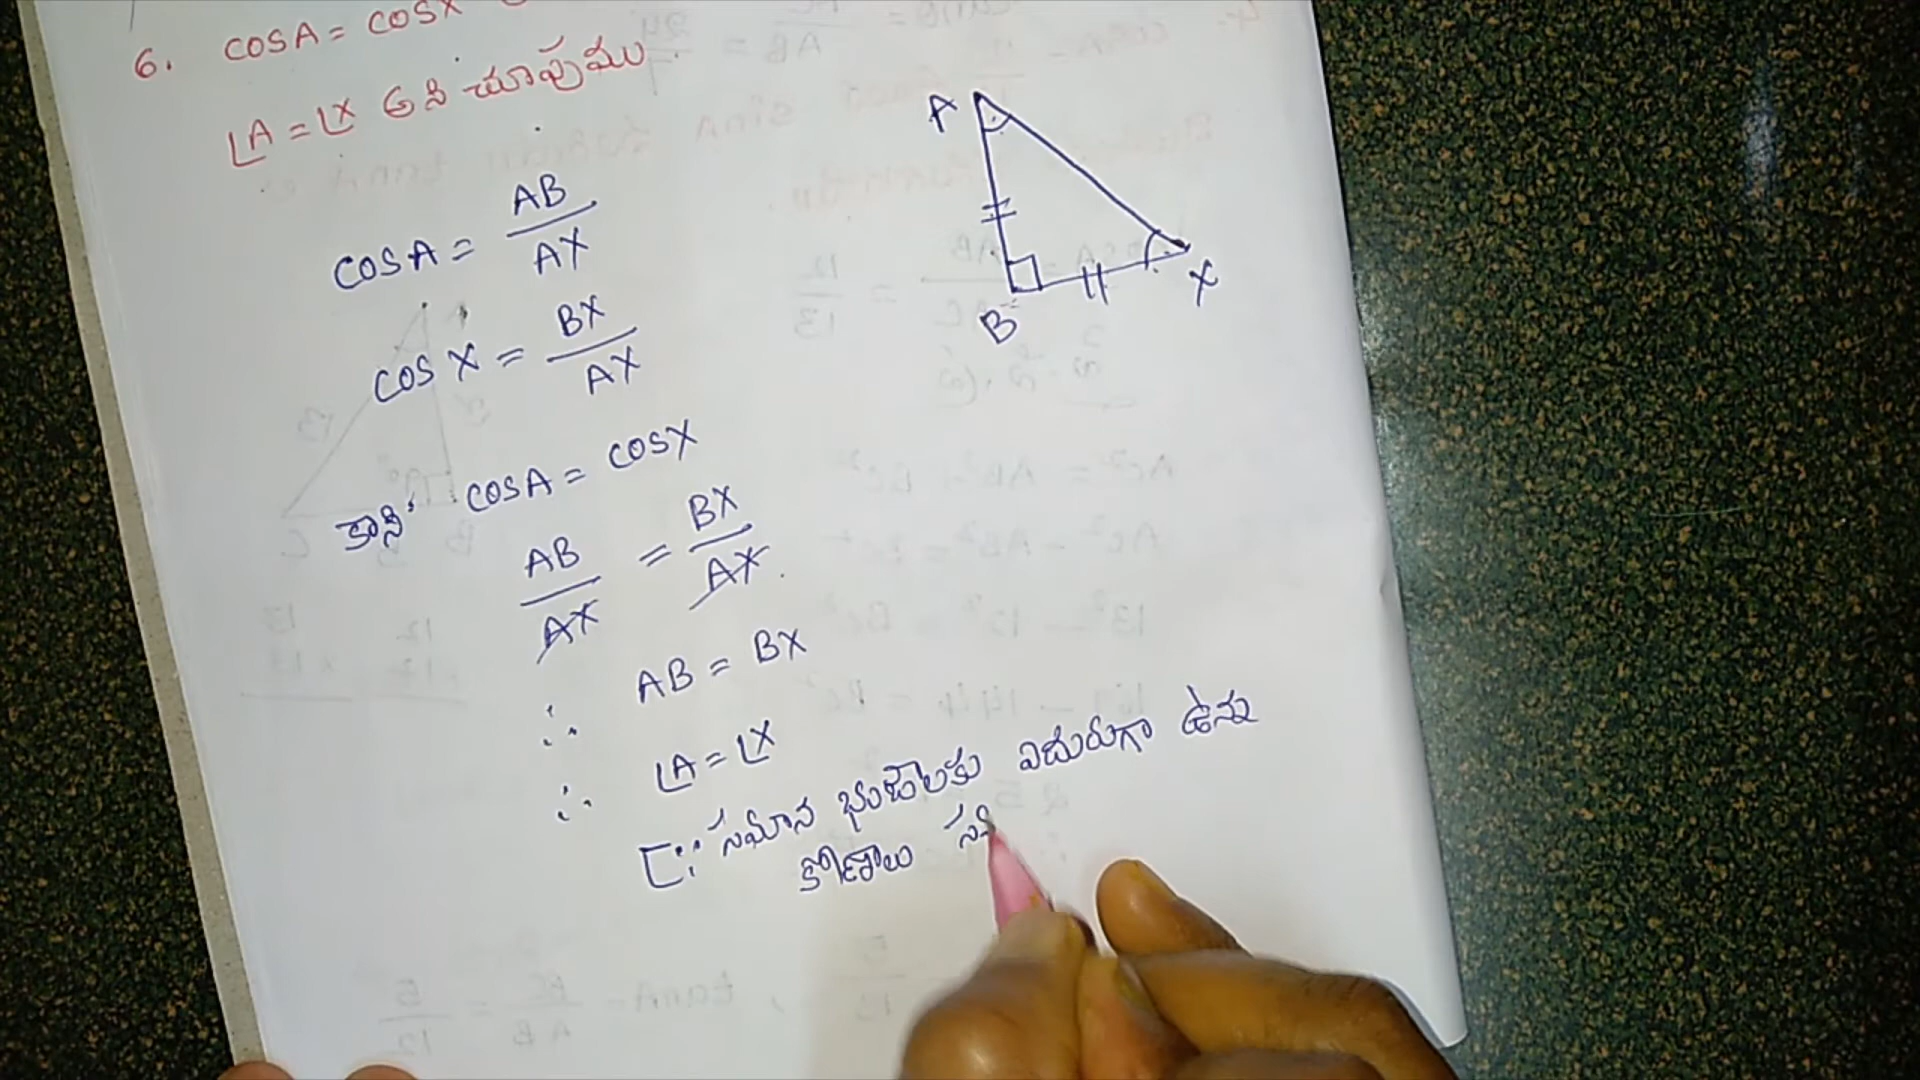 6. COSA = COSX
∟A = ∟X అని చూపుము
COSA = AB/AX
COS X = BX/AX
కాని COSA = COSX
AB/AX = BX/AX
∴ AB = BX
∴ ∟A = ∟X
[∵ సమాన భుజాలకు ఎదురుగా ఉన్న
కోణాలు
A
B
X